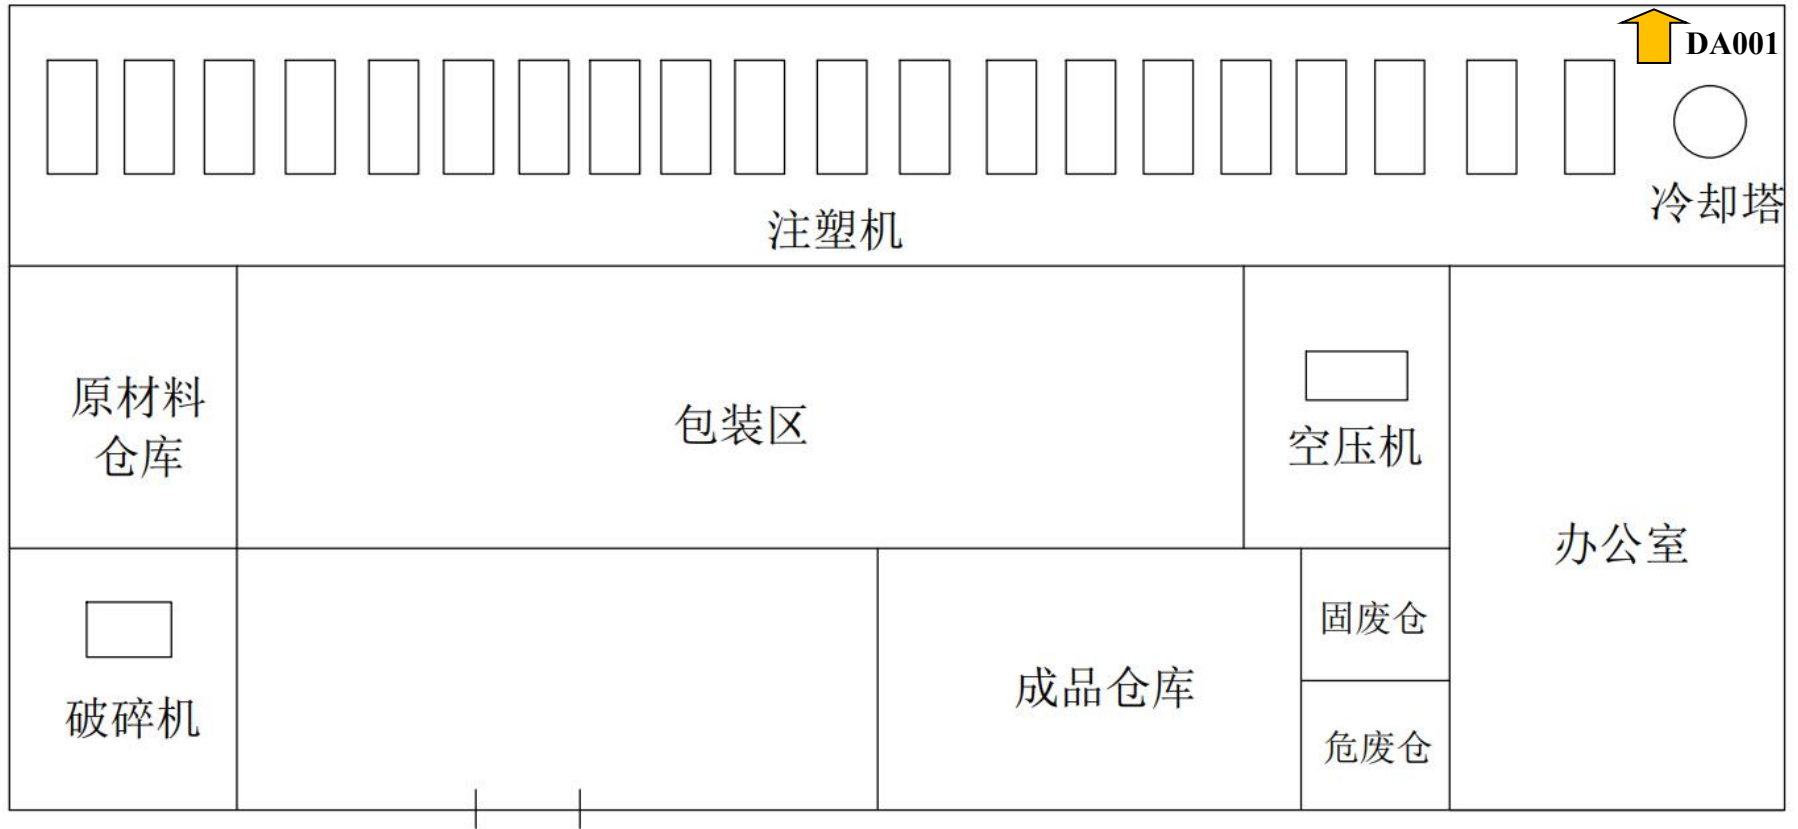 DA001
冷却塔
注塑机
原材料
仓库
包装区
空压机
办公室
破碎机
成品仓库
固废仓
危废仓